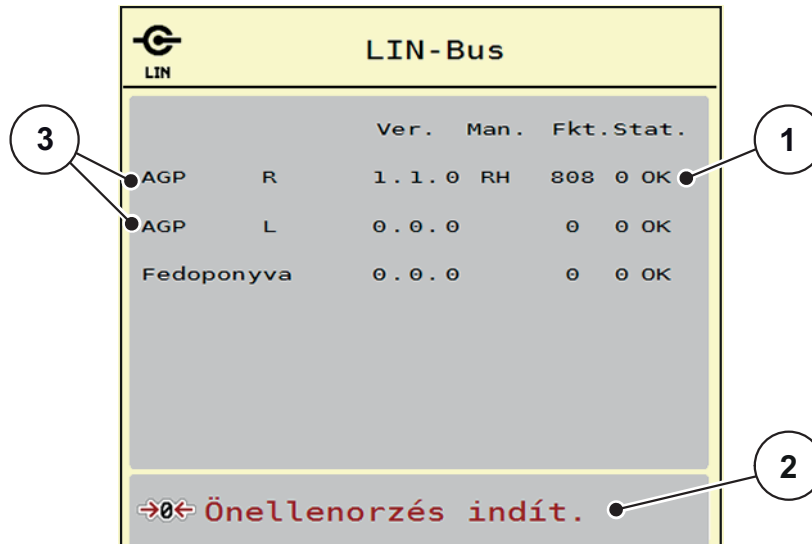 LIN
LIN-Bus
Ver. Man. Fkt.Stat.
AGP R 1.1.0 RH 808 0 OK
AGP L 0.0.0 0 0 OK
Fedoponyva 0.0.0 0 0 OK
→0← Önellenorzés indít.
3
1
2